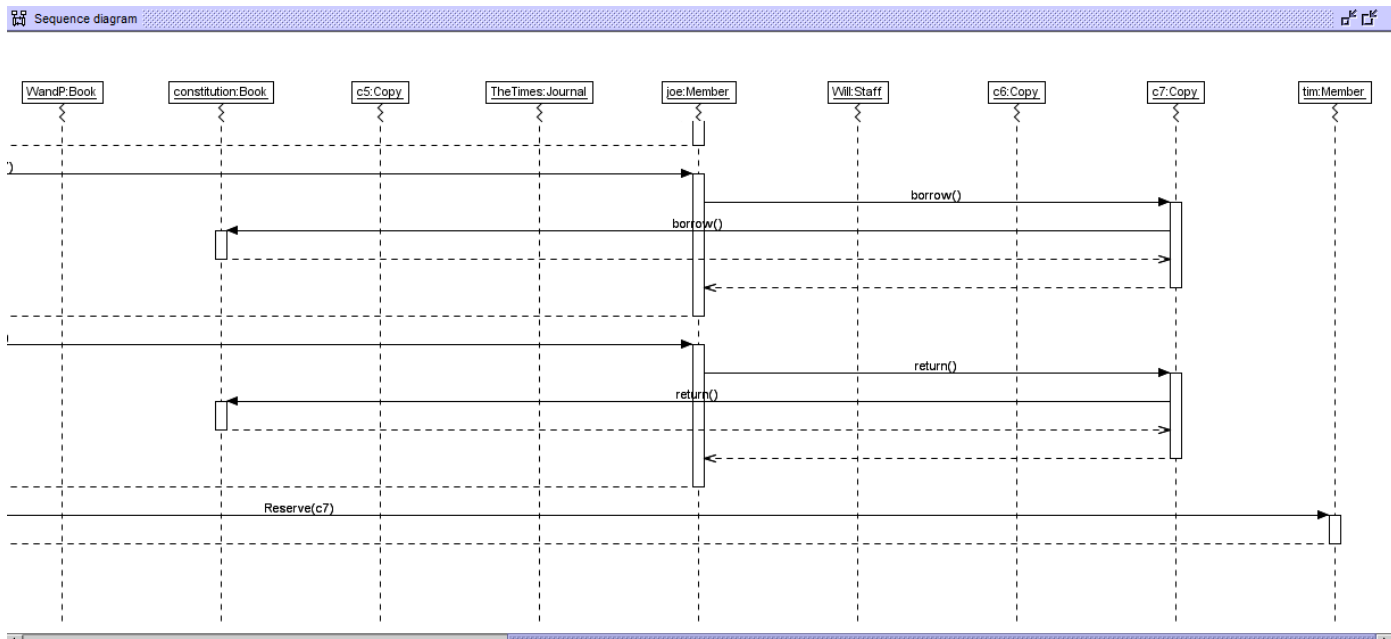 Sequence diagram
WandP:Book constitution:Book c5:Copy TheTimes:Journal joe:Member Will:Staff c6:Copy c7:Copy tim:Member
)
borrow()
borrow()
return()
return()
Reserve(c7)